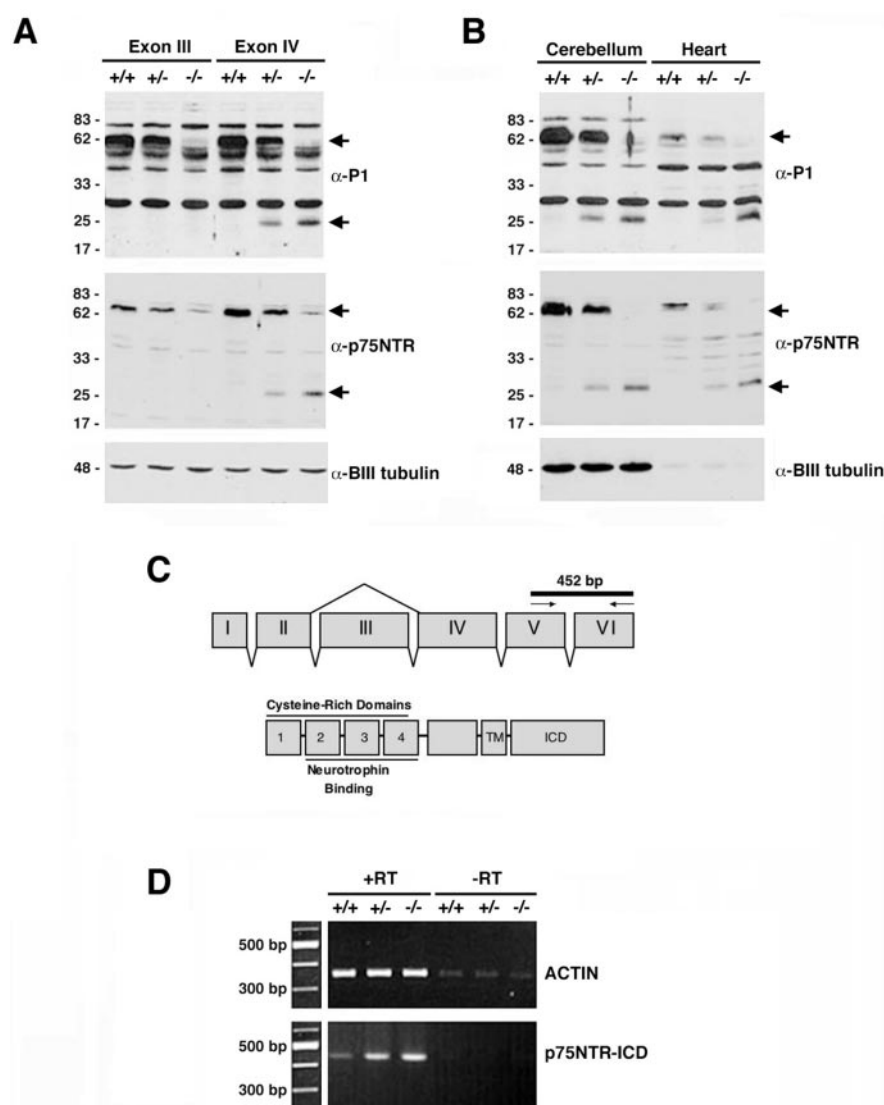 A
Exon III Exon IV
+/+ +/- -/- +/+ +/- -/-
83 -
62 -
33 -
25 -
17 -
α-P1
83 -
62 -
33 -
25 -
17 -
α-p75NTR
48 -
α-BIII tubulin
B
Cerebellum Heart
+/+ +/- -/- +/+ +/- -/-
83 -
62 -
33 -
25 -
17 -
α-P1
83 -
62 -
33 -
25 -
17 -
α-p75NTR
48 -
α-BIII tubulin
C
452 bp
I II III IV V VI
Cysteine-Rich Domains
1 2 3 4 TM ICD
Neurotrophin
Binding
D
+RT -RT
+/+ +/- -/- +/+ +/- -/-
500 bp
300 bp
ACTIN
500 bp
300 bp
p75NTR-ICD